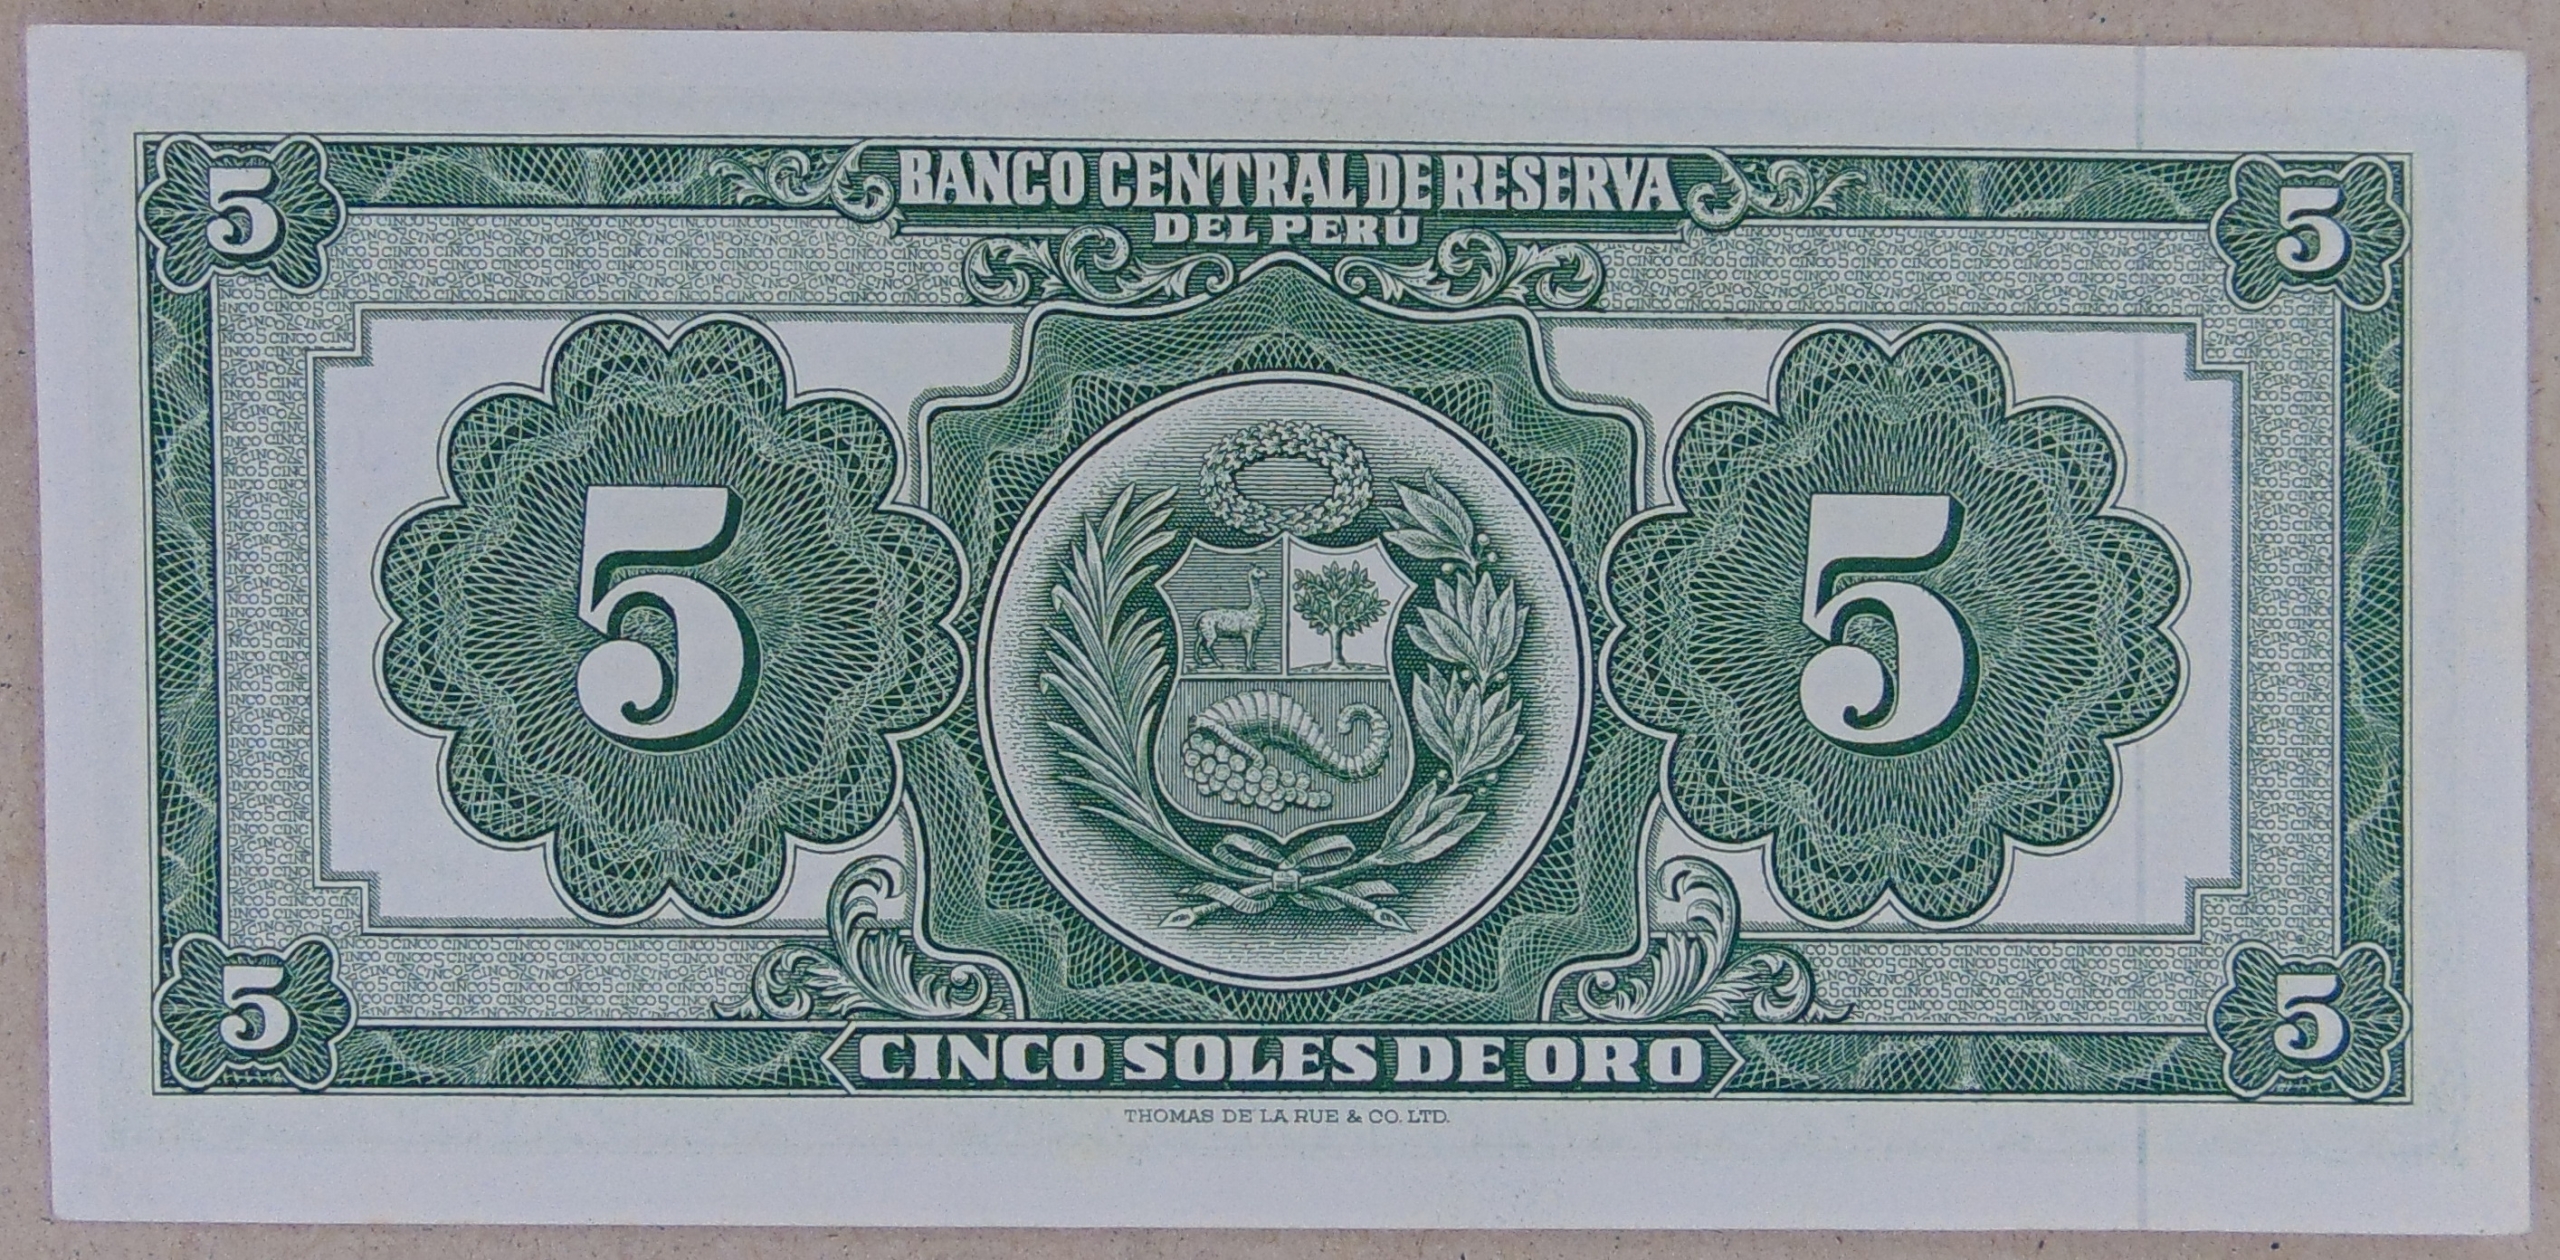 5 BANCO CENTRAL DE RESERVA 5
DEL PERÚ
5 5
5 5
CINCO SOLES DE ORO
THOMAS DE LA RUE & CO. LTD.